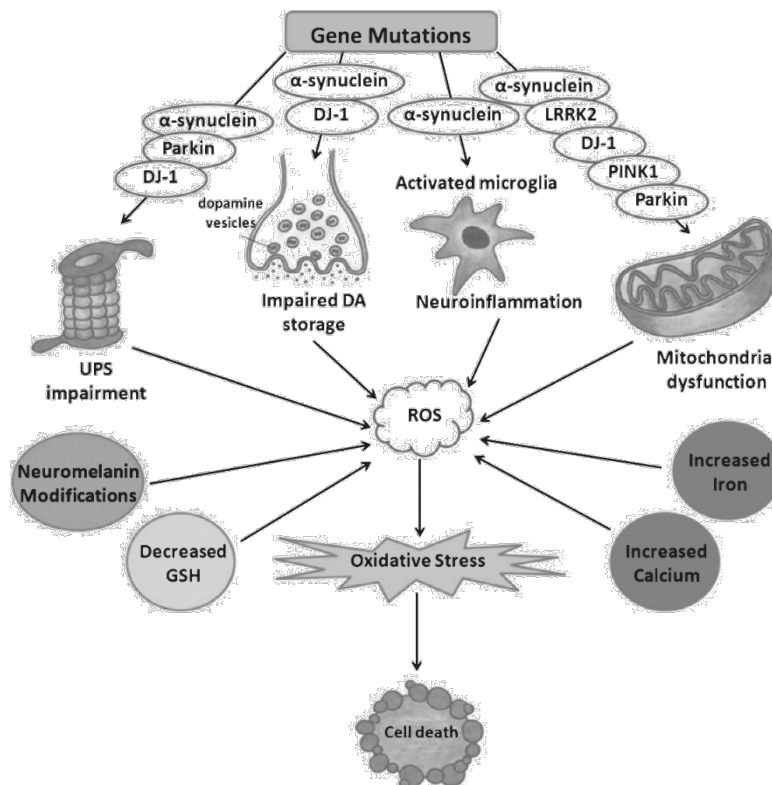 Gene Mutations
α-synuclein
Parkin
DJ-1
α-synuclein
DJ-1
α-synuclein
α-synuclein
LRRK2
DJ-1
PINK1
Parkin
dopamine
vesicles
Activated microglia
UPS
impairment
Impaired DA
storage
Neuroinflammation
Mitochondria
dysfunction
ROS
Neuromelanin
Modifications
Decreased
GSH
Increased
Iron
Increased
Calcium
Oxidative Stress
Cell death